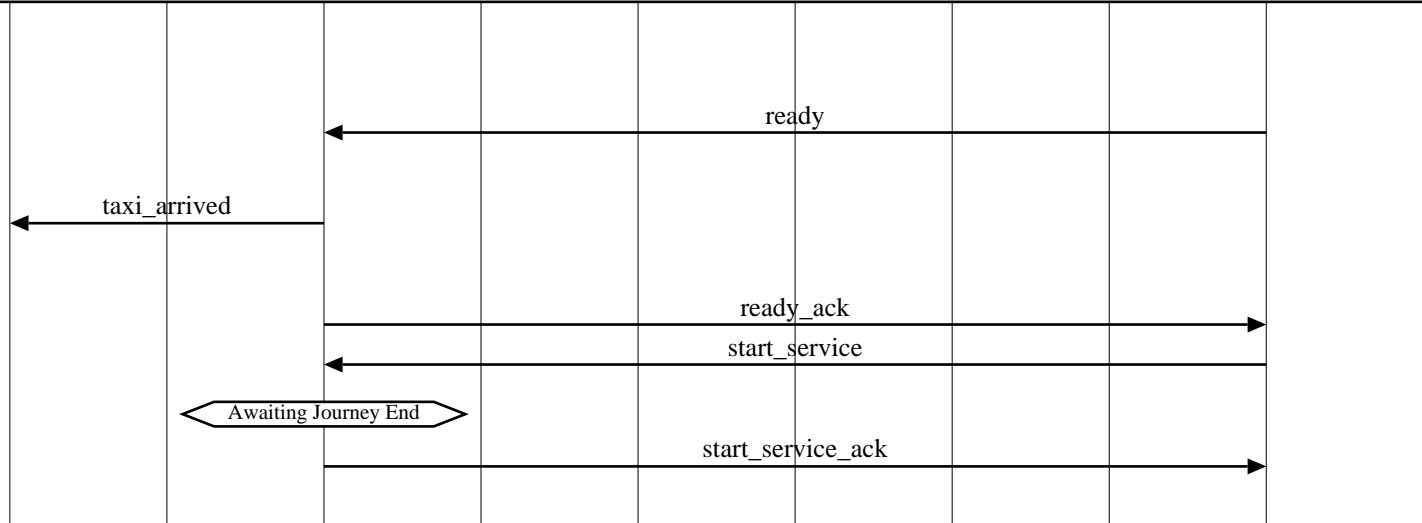 ready
taxi_arrived
ready_ack
start_service
Awaiting Journey End
start_service_ack